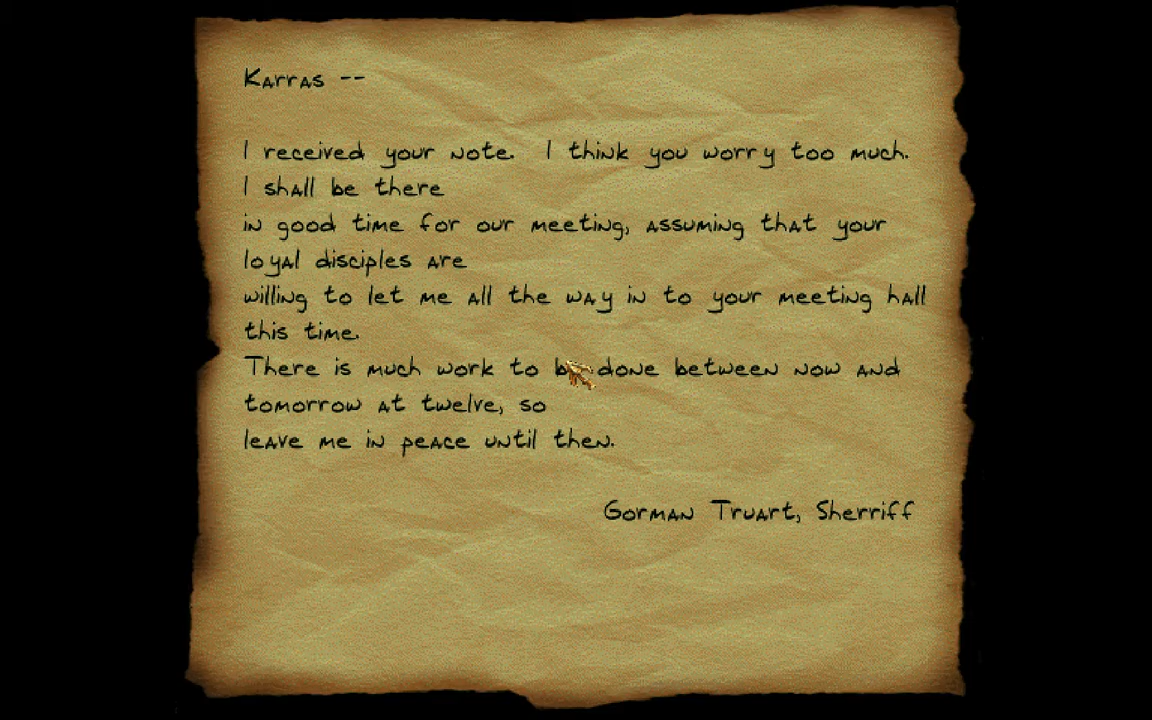 Karras --
I received your note. I think you worry too much.
I shall be there
in good time for our meeting, assuming that your
loyal disciples are
willing to let me all the way in to your meeting hall
this time.
There is much work to be done between now and
tomorrow at twelve, so
leave me in peace until then.
Gorman Truart, Sherriff